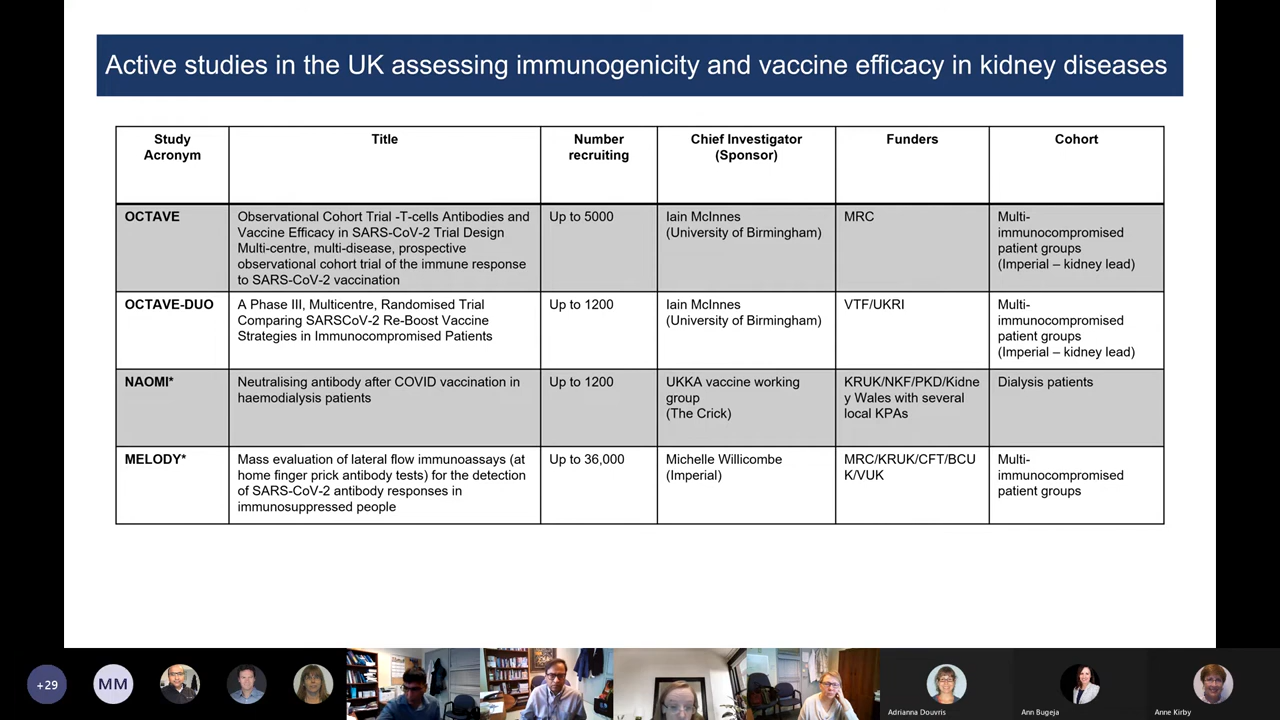 Active studies in the UK assessing immunogenicity and vaccine efficacy in kidney diseases
Study
Acronym
Title
Number
recruiting
Chief Investigator
(Sponsor)
Funders
Cohort
OCTAVE
Observational Cohort Trial -T-cells Antibodies and
Vaccine Efficacy in SARS-CoV-2 Trial Design
Multi-centre, multi-disease, prospective
observational cohort trial of the immune response
to SARS-CoV-2 vaccination
Up to 5000
Iain McInnes
(University of Birmingham)
MRC
Multi-
immunocompromised
patient groups
(Imperial – kidney lead)
OCTAVE-DUO
A Phase III, Multicentre, Randomised Trial
Comparing SARSCoV-2 Re-Boost Vaccine
Strategies in Immunocompromised Patients
Up to 1200
Iain McInnes
(University of Birmingham)
VTF/UKRI
Multi-
immunocompromised
patient groups
(Imperial – kidney lead)
NAOMI*
Neutralising antibody after COVID vaccination in
haemodialysis patients
Up to 1200
UKKA vaccine working
group
(The Crick)
KRUK/NKF/PKD/Kidne
y Wales with several
local KPAs
Dialysis patients
MELODY*
Mass evaluation of lateral flow immunoassays (at
home finger prick antibody tests) for the detection
of SARS-CoV-2 antibody responses in
immunosuppressed people
Up to 36,000
Michelle Willicombe
(Imperial)
MRC/KRUK/CFT/BCU
K/VUK
Multi-
immunocompromised
patient groups
+29
MM
Adrianna Douvris
Ann Bugeja
Anne Kirby